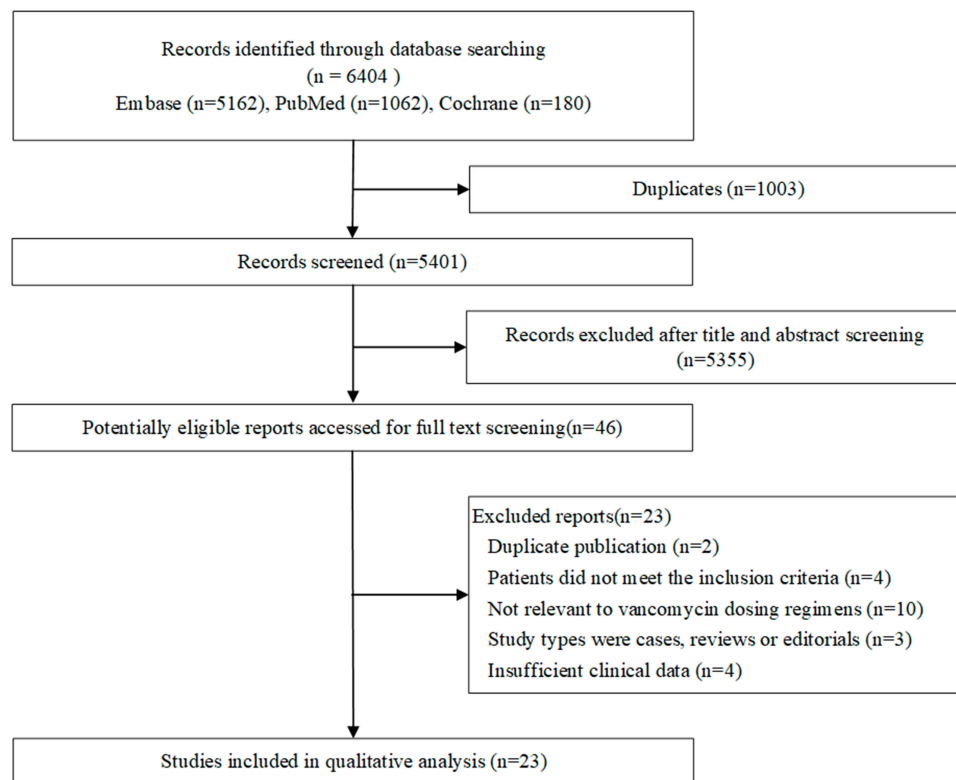 Records identified through database searching
(n = 6404 )
Embase (n=5162), PubMed (n=1062), Cochrane (n=180)
Duplicates (n=1003)
Records screened (n=5401)
Records excluded after title and abstract screening
(n=5355)
Potentially eligible reports accessed for full text screening(n=46)
Excluded reports(n=23)
Duplicate publication (n=2)
Patients did not meet the inclusion criteria (n=4)
Not relevant to vancomycin dosing regimens (n=10)
Study types were cases, reviews or editorials (n=3)
Insufficient clinical data (n=4)
Studies included in qualitative analysis (n=23)